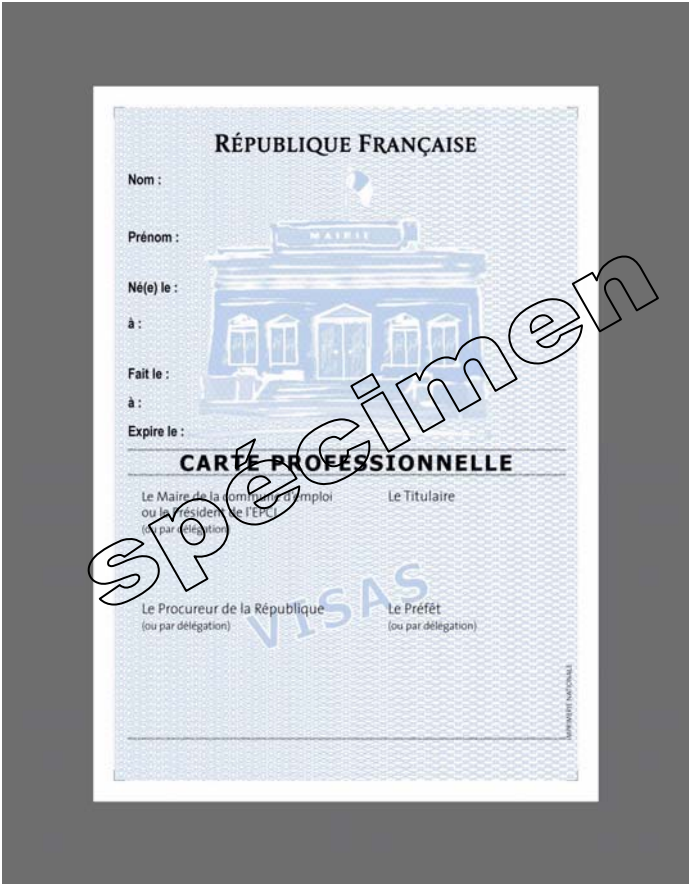 RÉPUBLIQUE FRANÇAISE
Nom :
MAIRIE
Prénom :
Né(e) le :
à :
Fait le :
à :
Expire le :
CARTE PROFESSIONNELLE
Le Maire de la commune d'emploi
ou le Président de l'EPCI
(ou par délégation)
Le Titulaire
spécimen
VISAS
Le Procureur de la République
(ou par délégation)
Le Préfêt
(ou par délégation)
IMPRIMERIE NATIONALE